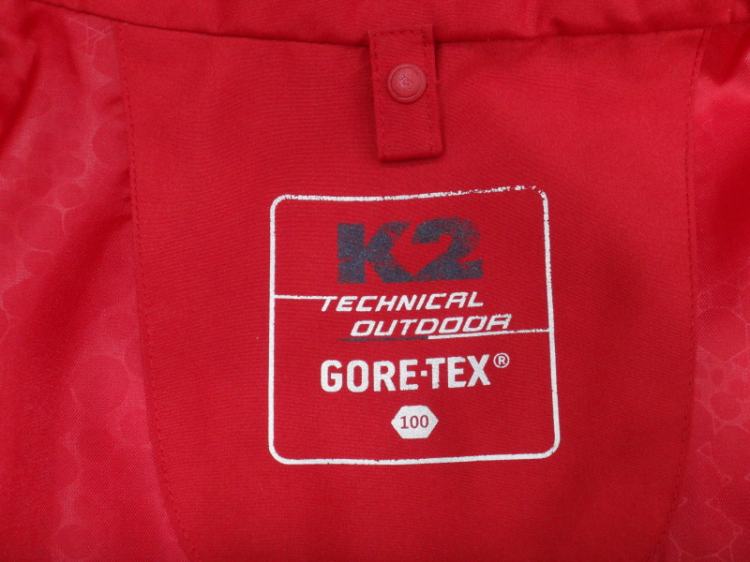 K2
TECHNICAL
OUTDOOR
GORE-TEX®
100